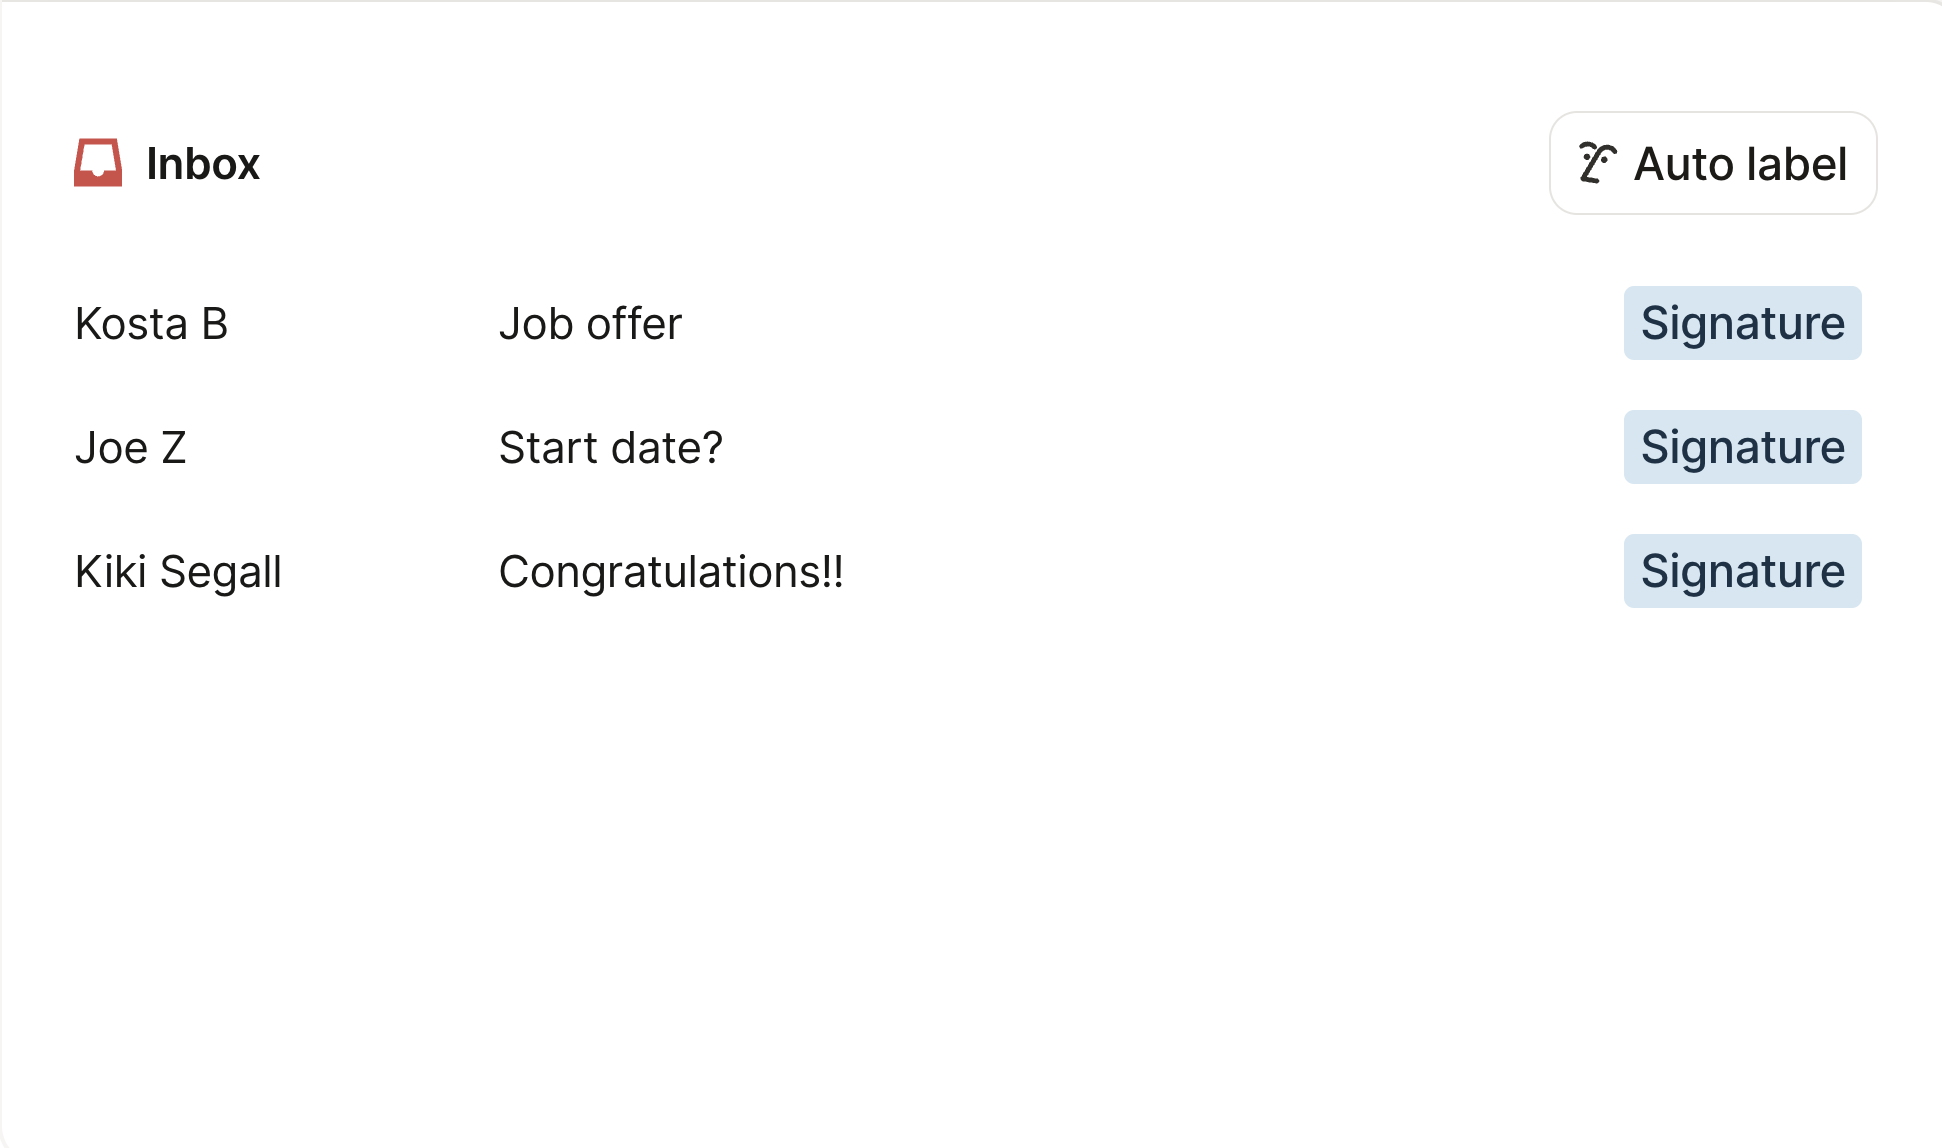 Inbox
Auto label
Kosta B Job offer Signature
Joe Z Start date? Signature
Kiki Segall Congratulations!! Signature